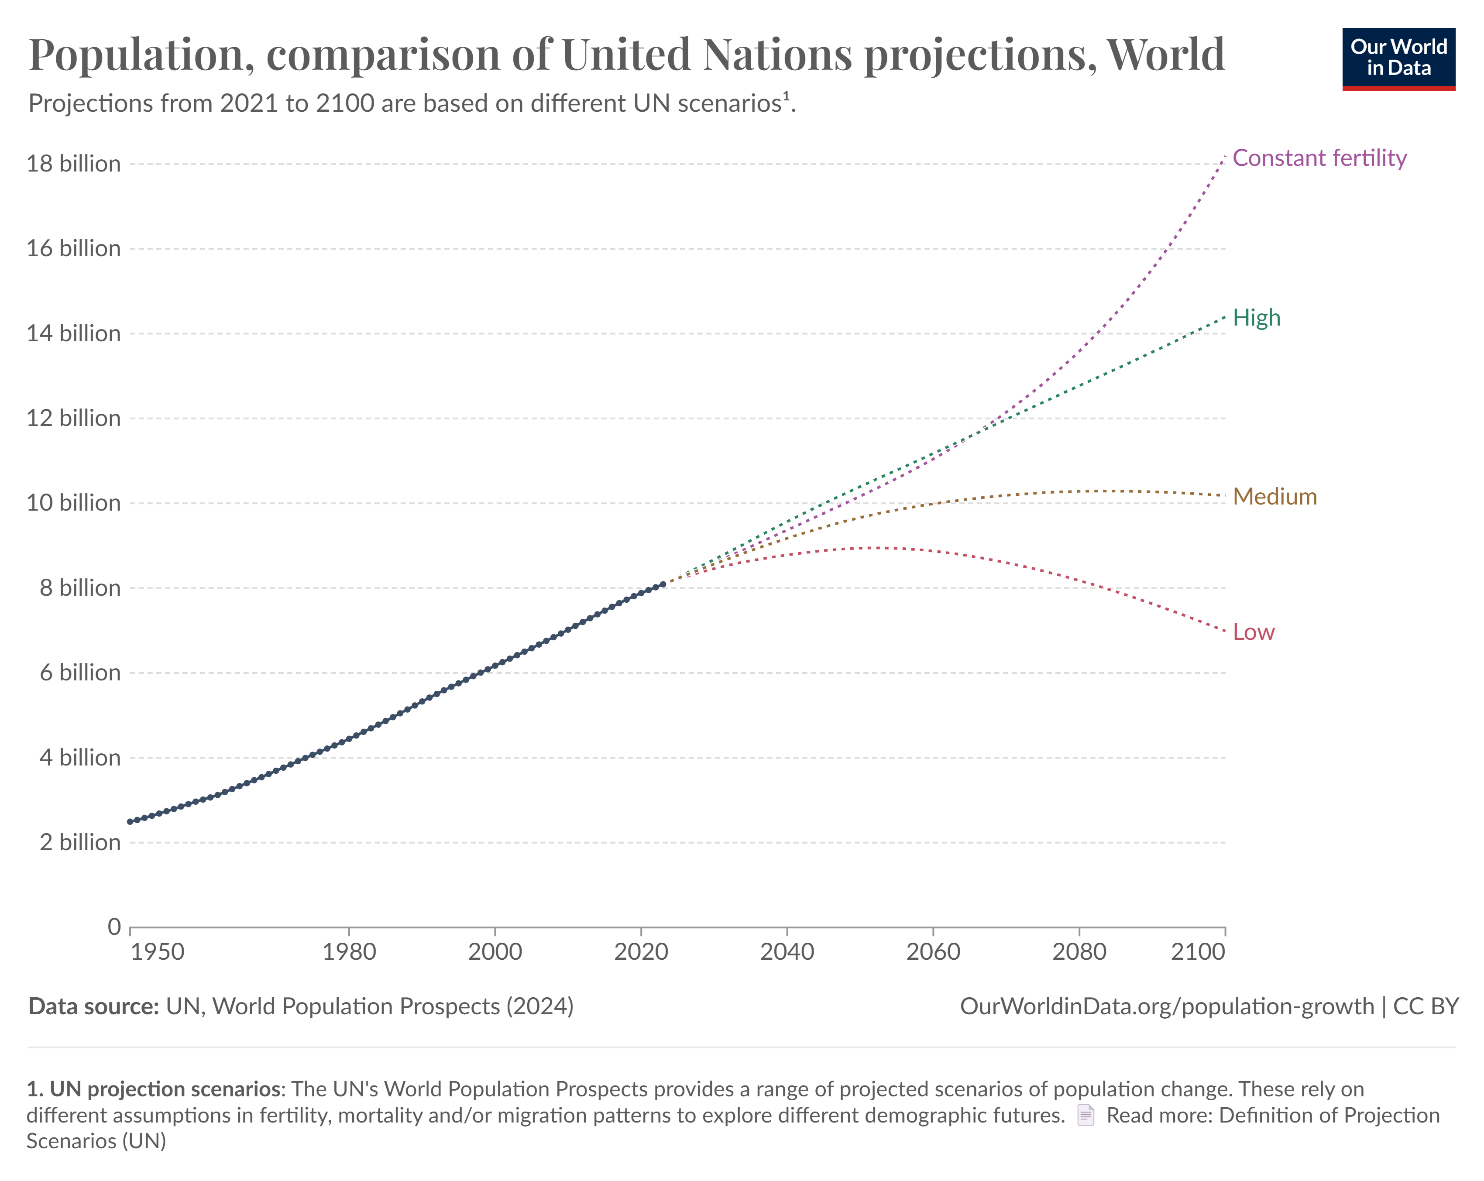 Population, comparison of United Nations projections, World
Our World
in Data
Projections from 2021 to 2100 are based on different UN scenarios¹.
18 billion
Constant fertility
16 billion
14 billion
High
12 billion
10 billion
Medium
8 billion
Low
6 billion
4 billion
2 billion
0
1950 1980 2000 2020 2040 2060 2080 2100
Data source: UN, World Population Prospects (2024)
OurWorldinData.org/population-growth | CC BY
1. UN projection scenarios: The UN's World Population Prospects provides a range of projected scenarios of population change. These rely on
different assumptions in fertility, mortality and/or migration patterns to explore different demographic futures. Read more: Definition of Projection
Scenarios (UN)